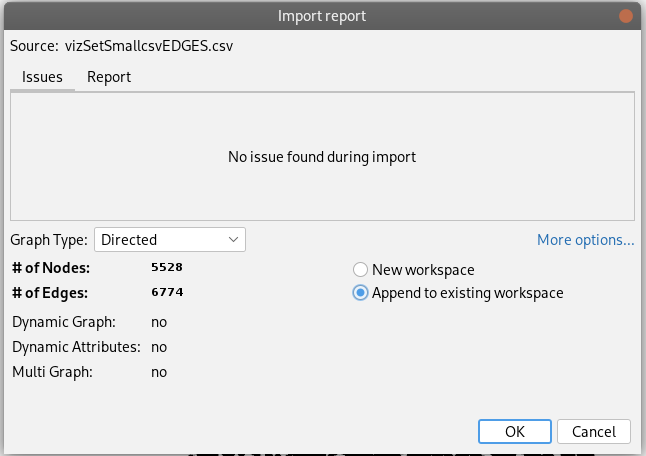 Import report
Source: vizSetSmallcsvEDGES.csv
Issues Report
No issue found during import
Graph Type: Directed More options...
# of Nodes: 5528 New workspace
# of Edges: 6774 Append to existing workspace
Dynamic Graph: no
Dynamic Attributes: no
Multi Graph: no
OK Cancel